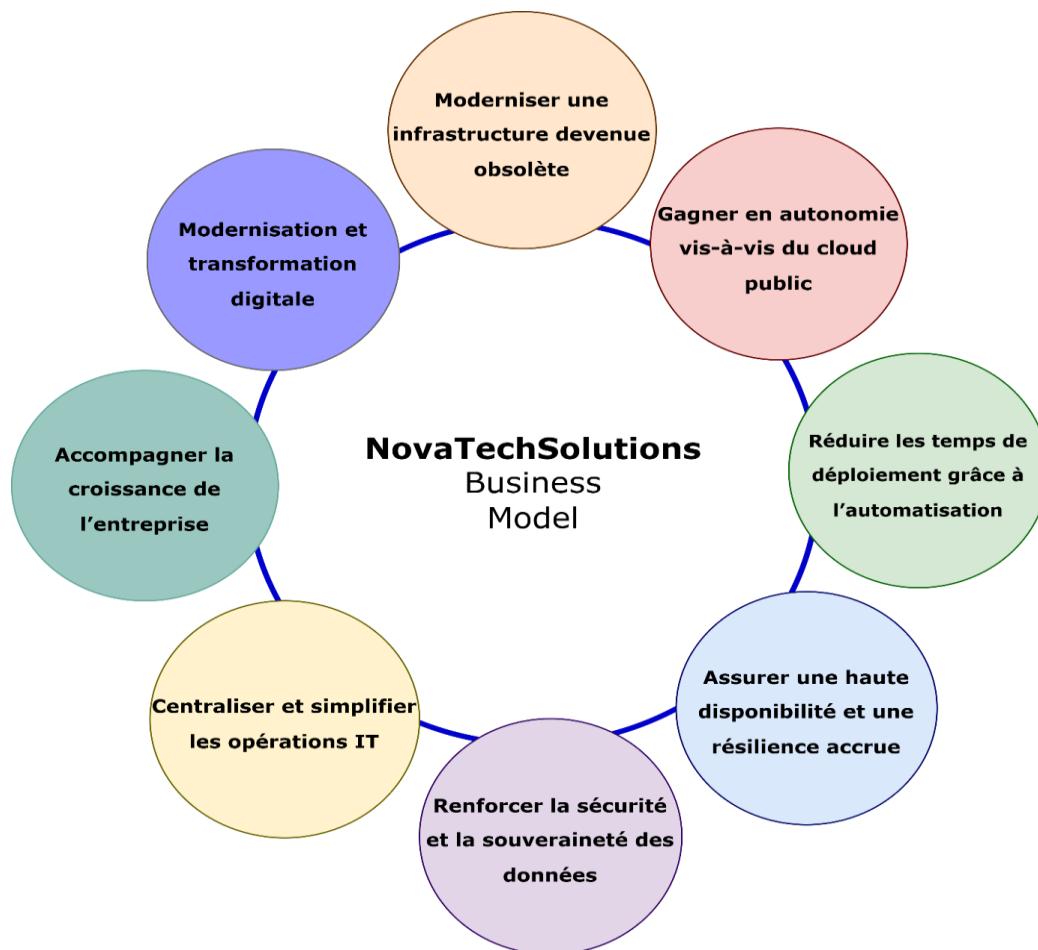 Moderniser une
infrastructure devenue
obsolète
Gagner en autonomie
vis-à-vis du cloud
public
Réduire les temps de
déploiement grâce à
l’automatisation
Assurer une haute
disponibilité et une
résilience accrue
Renforcer la sécurité
et la souveraineté des
données
Centraliser et simplifier
les opérations IT
Accompagner la
croissance de
l’entreprise
Modernisation et
transformation
digitale
NovaTechSolutions
Business
Model